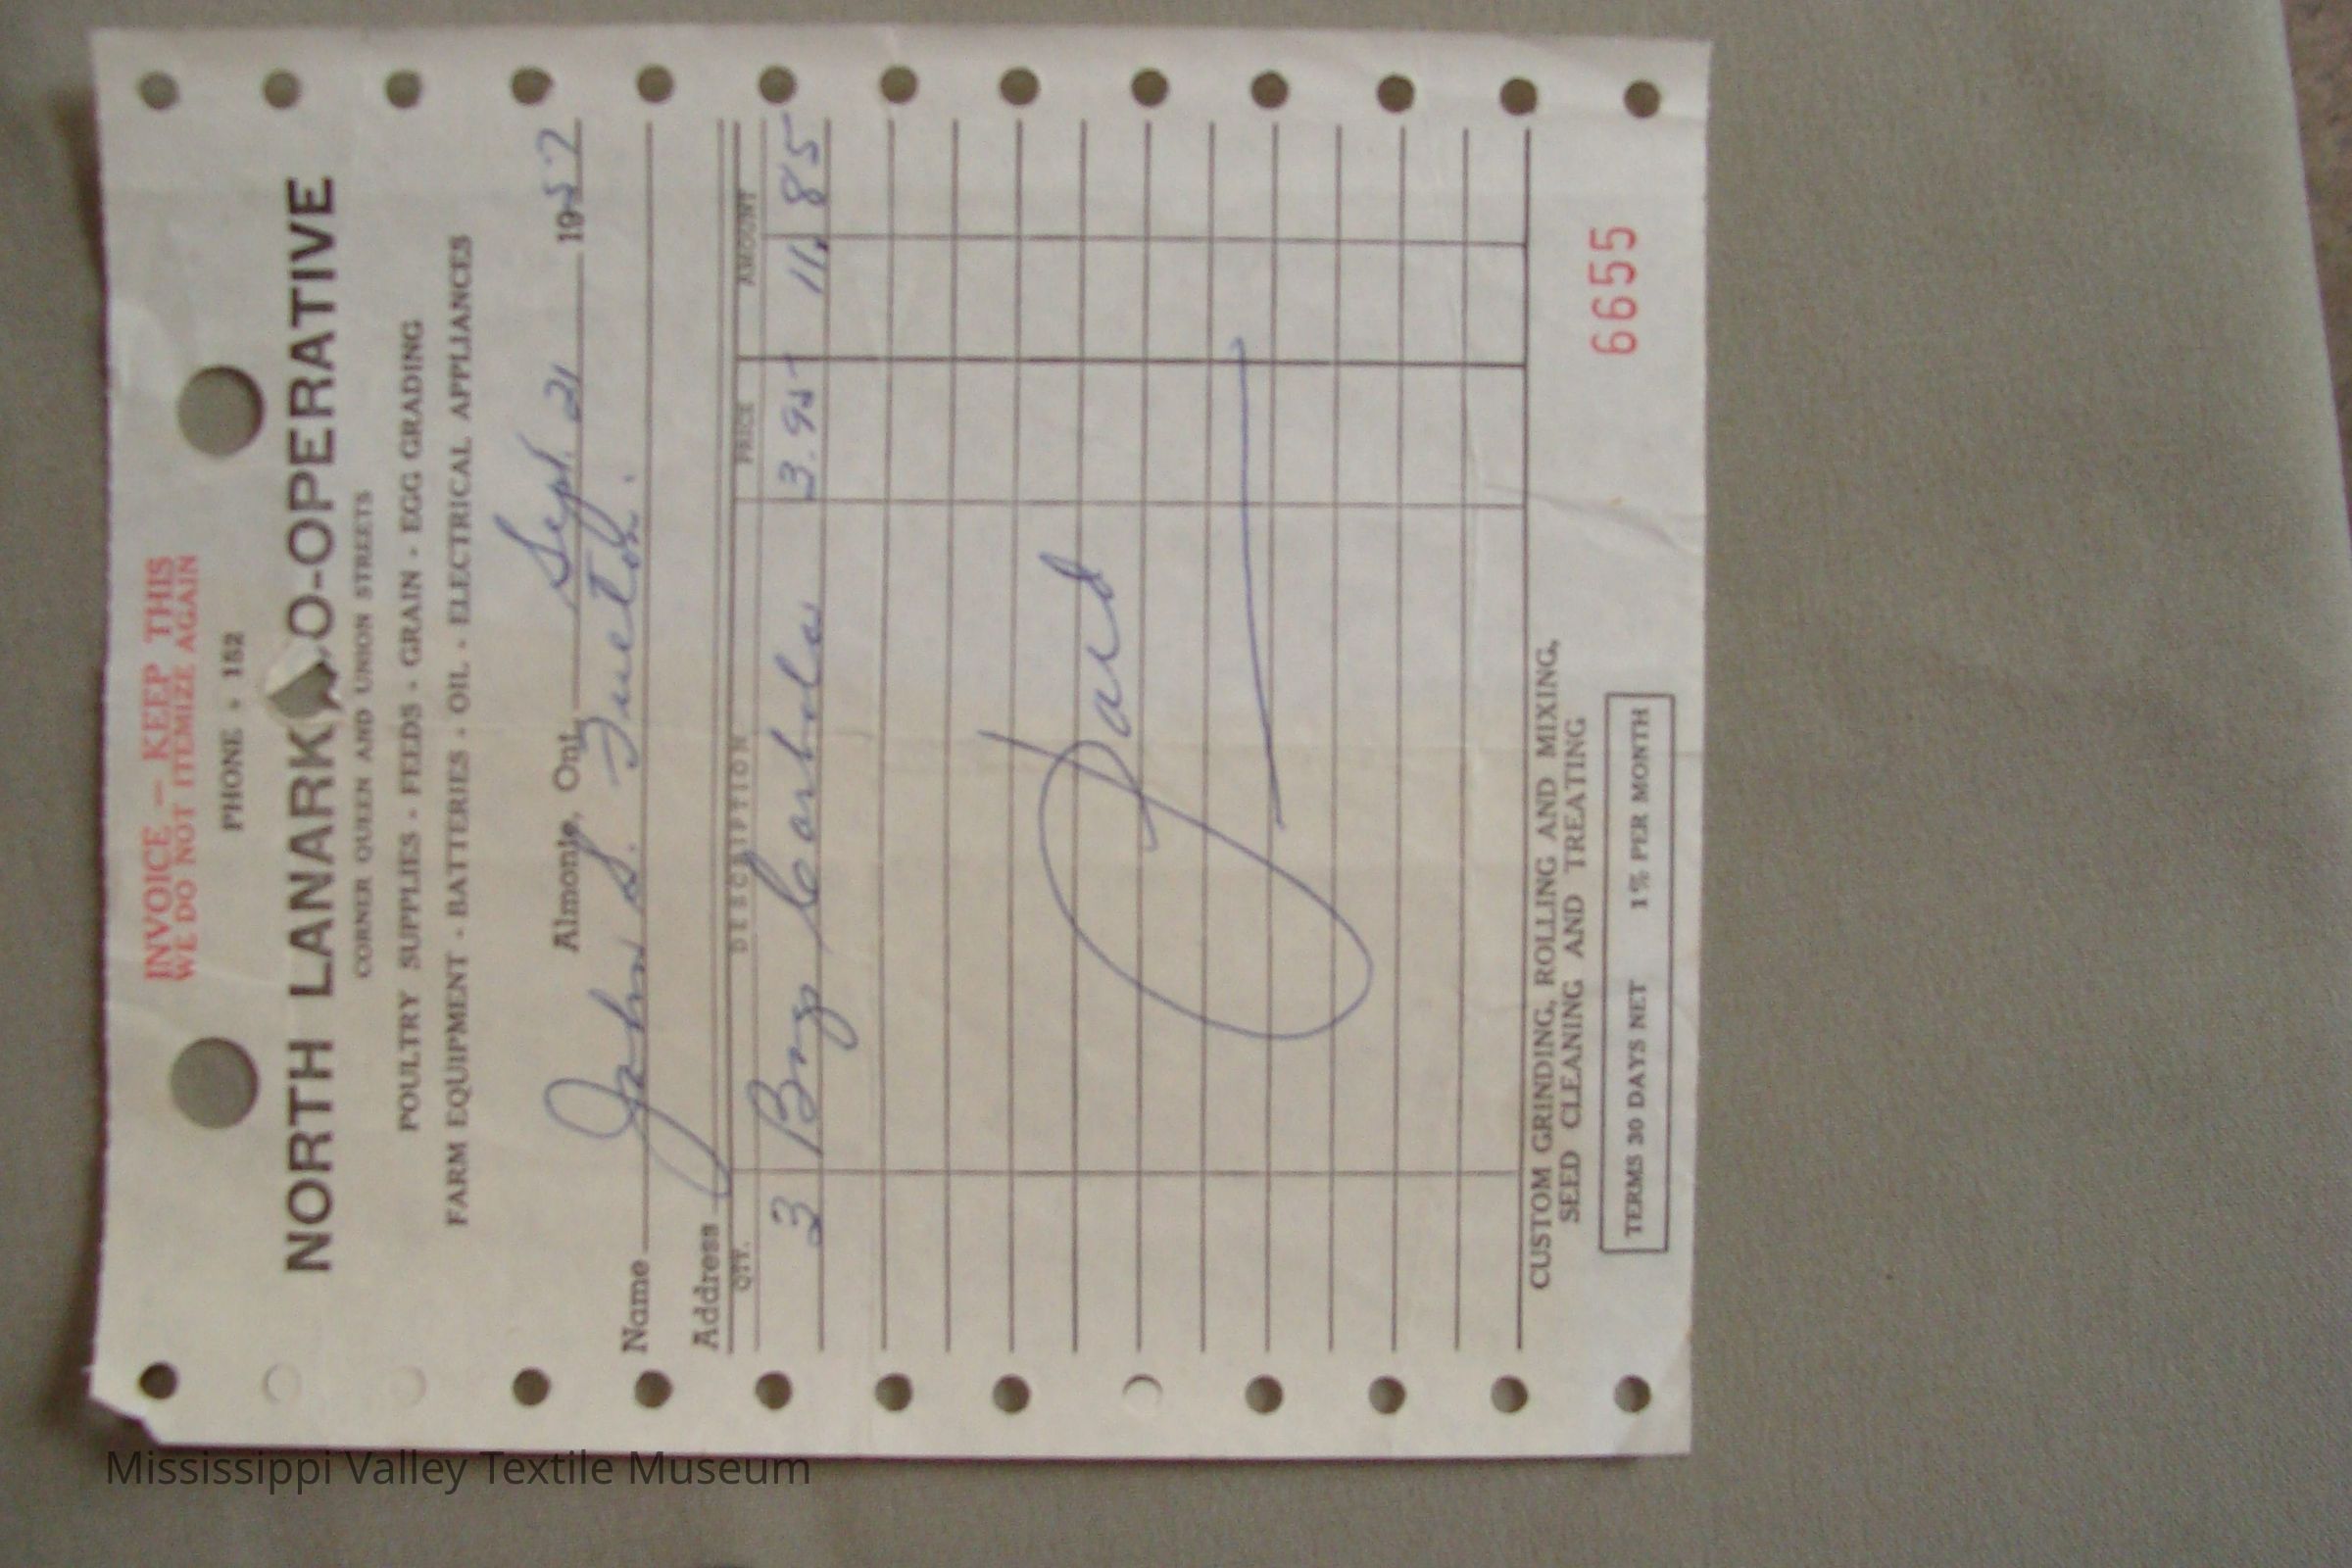 INVOICE — KEEP THIS
WE DO NOT ITEMIZE AGAIN
PHONE - 152
NORTH LANARK CO-OPERATIVE
CORNER QUEEN AND UNION STREETS
POULTRY SUPPLIES - FEEDS - GRAIN - EGG GRADING
FARM EQUIPMENT - BATTERIES - OIL - ELECTRICAL APPLIANCES
Almonte, Ont. Sept. 21 1957
Name John S.
Address
QTY. DESCRIPTION PRICE AMOUNT
3 Bags 3.95 11.85
Paid
CUSTOM GRINDING, ROLLING AND MIXING,
SEED CLEANING AND TREATING
TERMS 30 DAYS NET 1% PER MONTH
6655
Mississippi Valley Textile Museum